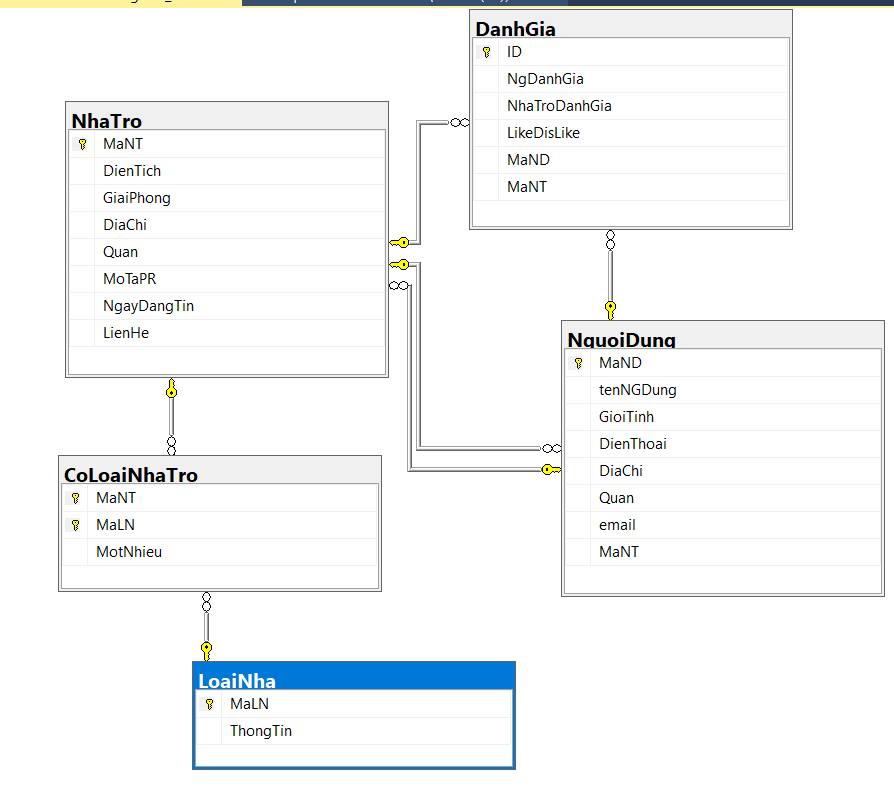 DanhGia
ID
NgDanhGia
NhaTroDanhGia
LikeDisLike
MaND
MaNT
NhaTro
MaNT
DienTich
GiaiPhong
DiaChi
Quan
MoTaPR
NgayDangTin
LienHe
NguoiDung
MaND
tenNGDung
GioiTinh
DienThoai
DiaChi
Quan
email
MaNT
CoLoaiNhaTro
MaNT
MaLN
MotNhieu
LoaiNha
MaLN
ThongTin